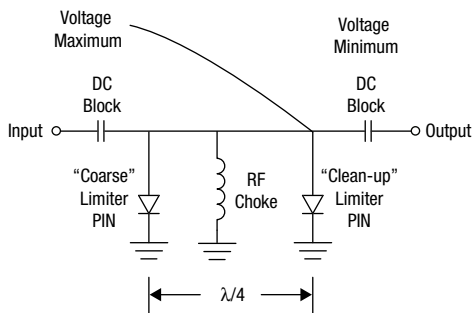 Voltage
Maximum
Voltage
Minimum
DC
Block
DC
Block
Input
Output
“Coarse”
Limiter
PIN
RF
Choke
“Clean-up”
Limiter
PIN
λ/4